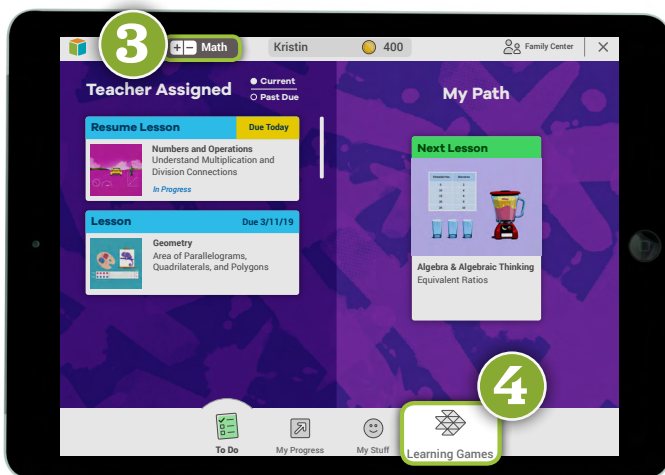 3
Math
Kristin
400
Family Center
Teacher Assigned
Current
Past Due
My Path
Resume Lesson
Due Today
Numbers and Operations
Understand Multiplication and
Division Connections
In Progress
Lesson
Due 3/11/19
Geometry
Area of Parallelograms,
Quadrilaterals, and Polygons
Next Lesson
Algebra & Algebraic Thinking
Equivalent Ratios
4
To Do
My Progress
My Stuff
Learning Games